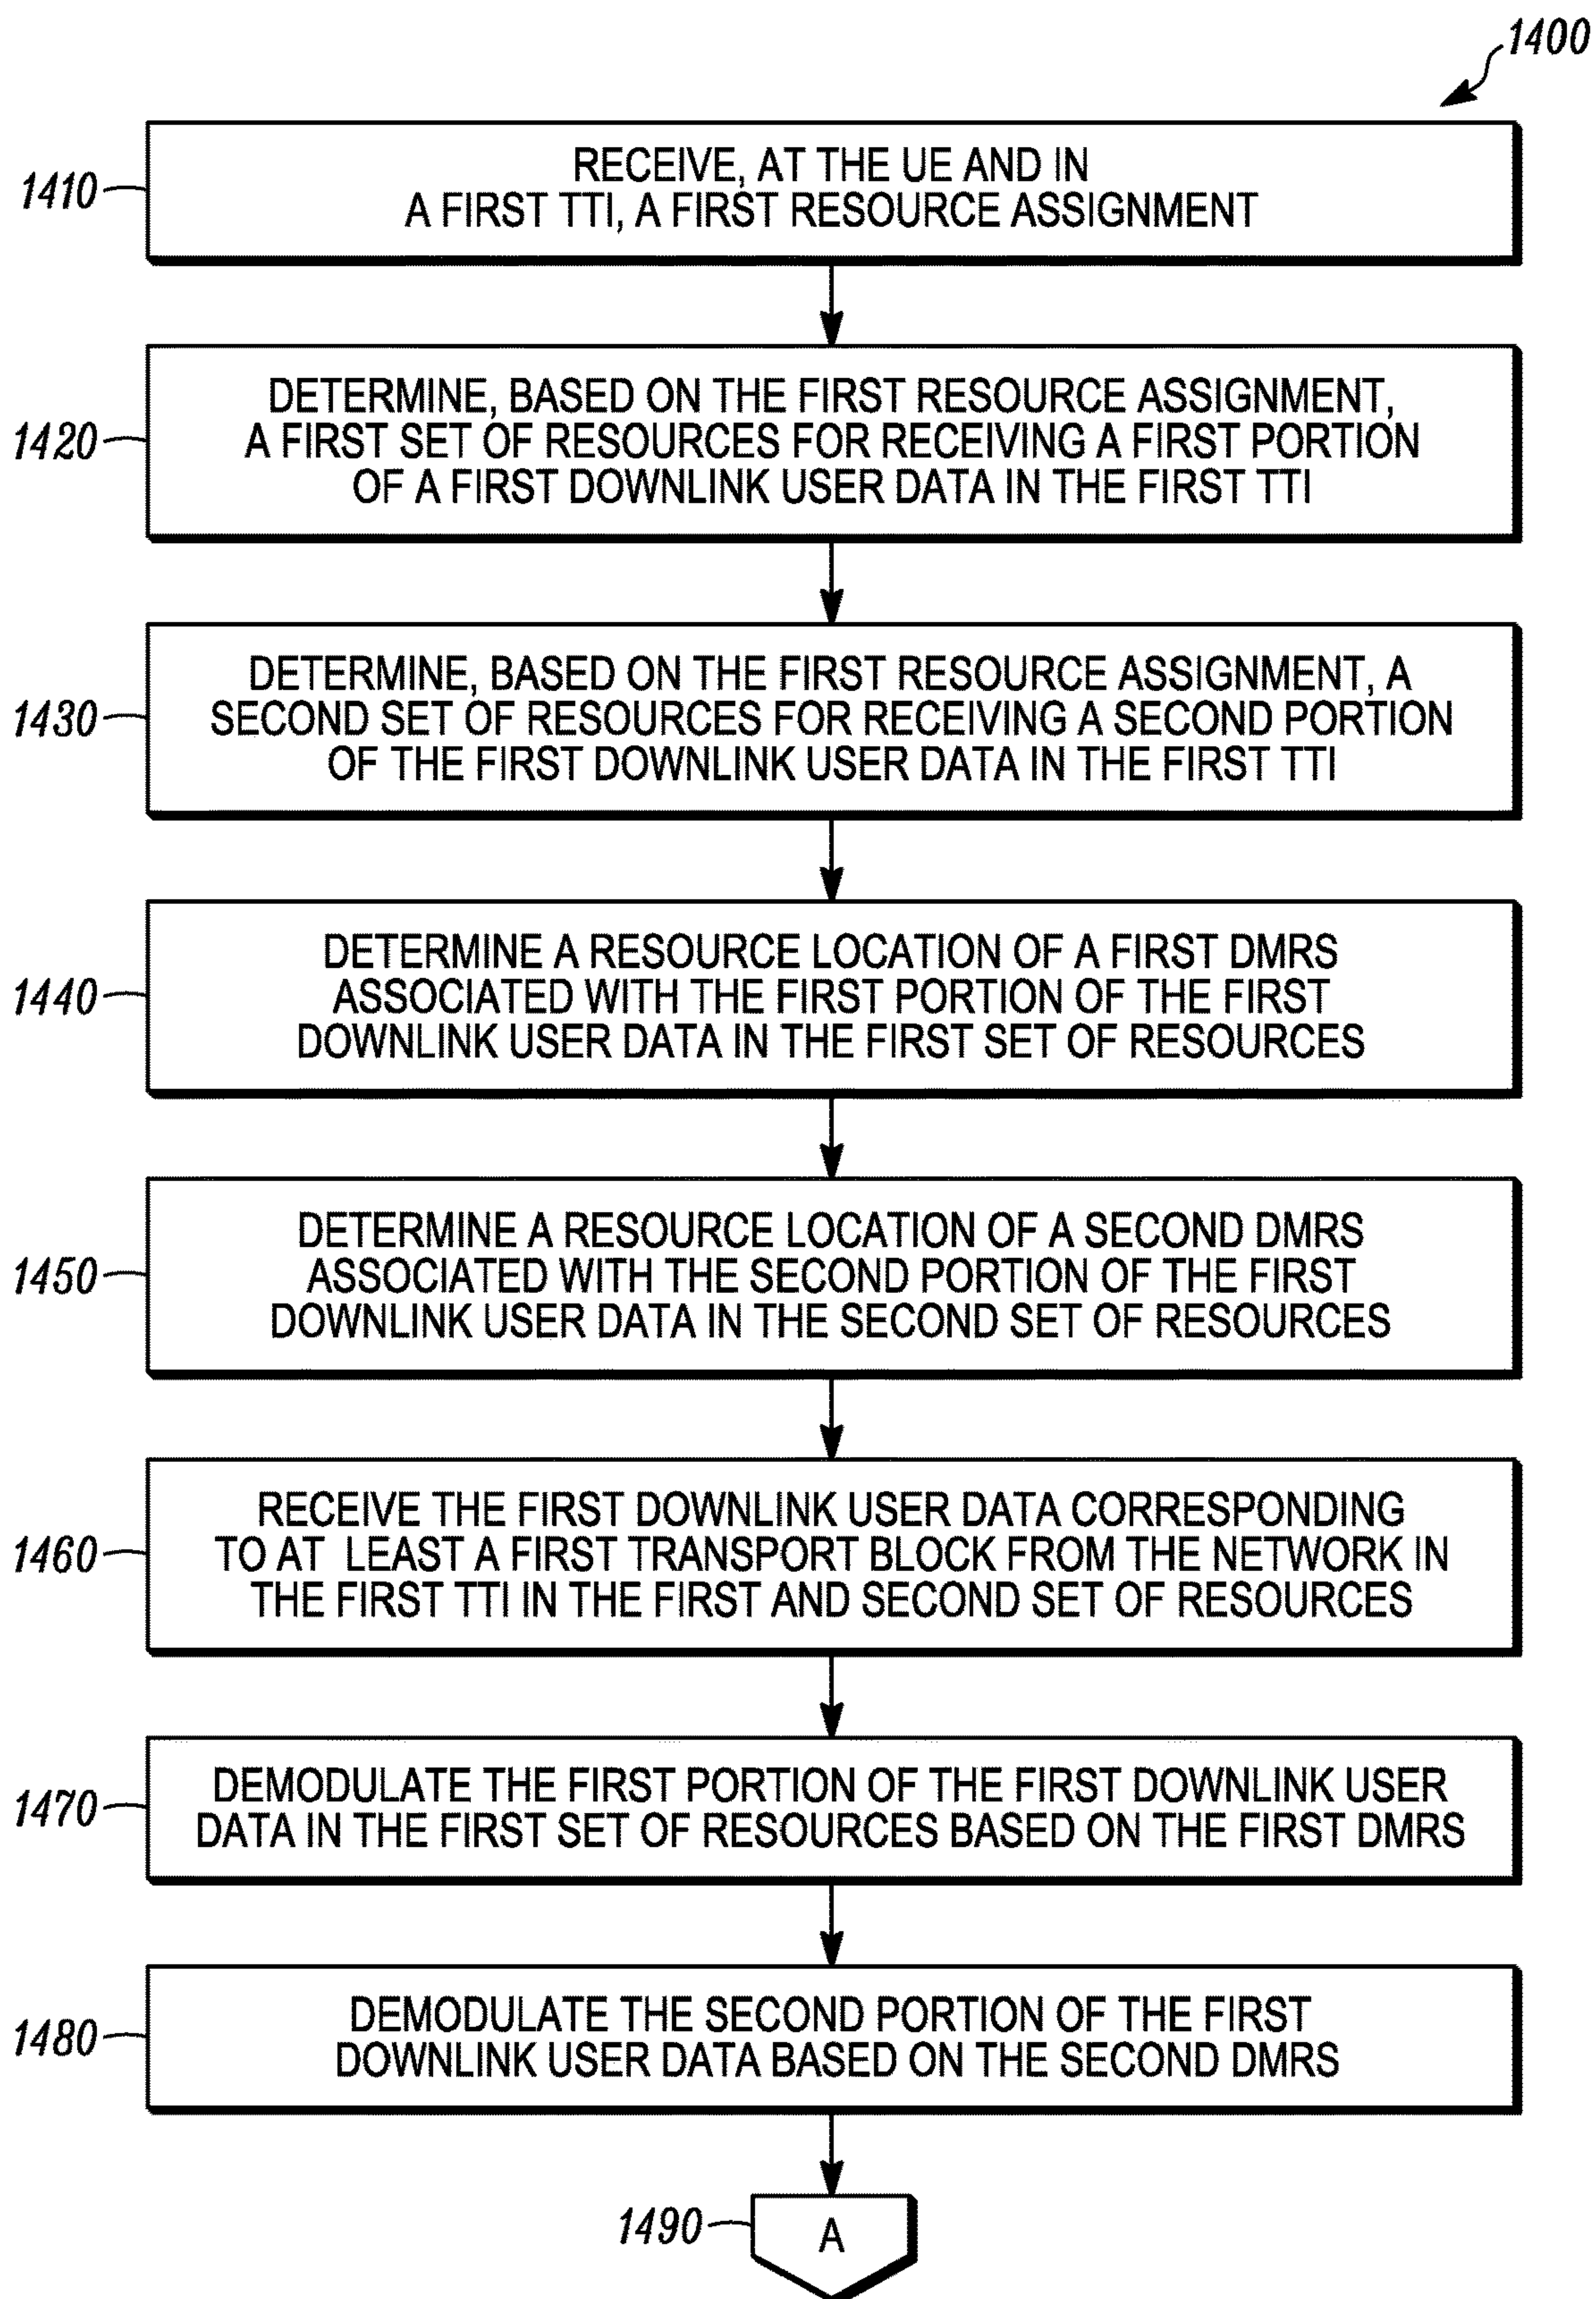 1400
1410
RECEIVE, AT THE UE AND IN
A FIRST TTI, A FIRST RESOURCE ASSIGNMENT
1420
DETERMINE, BASED ON THE FIRST RESOURCE ASSIGNMENT,
A FIRST SET OF RESOURCES FOR RECEIVING A FIRST PORTION
OF A FIRST DOWNLINK USER DATA IN THE FIRST TTI
1430
DETERMINE, BASED ON THE FIRST RESOURCE ASSIGNMENT, A
SECOND SET OF RESOURCES FOR RECEIVING A SECOND PORTION
OF THE FIRST DOWNLINK USER DATA IN THE FIRST TTI
1440
DETERMINE A RESOURCE LOCATION OF A FIRST DMRS
ASSOCIATED WITH THE FIRST PORTION OF THE FIRST
DOWNLINK USER DATA IN THE FIRST SET OF RESOURCES
1450
DETERMINE A RESOURCE LOCATION OF A SECOND DMRS
ASSOCIATED WITH THE SECOND PORTION OF THE FIRST
DOWNLINK USER DATA IN THE SECOND SET OF RESOURCES
1460
RECEIVE THE FIRST DOWNLINK USER DATA CORRESPONDING
TO AT LEAST A FIRST TRANSPORT BLOCK FROM THE NETWORK IN
THE FIRST TTI IN THE FIRST AND SECOND SET OF RESOURCES
1470
DEMODULATE THE FIRST PORTION OF THE FIRST DOWNLINK USER
DATA IN THE FIRST SET OF RESOURCES BASED ON THE FIRST DMRS
1480
DEMODULATE THE SECOND PORTION OF THE FIRST
DOWNLINK USER DATA BASED ON THE SECOND DMRS
1490
A